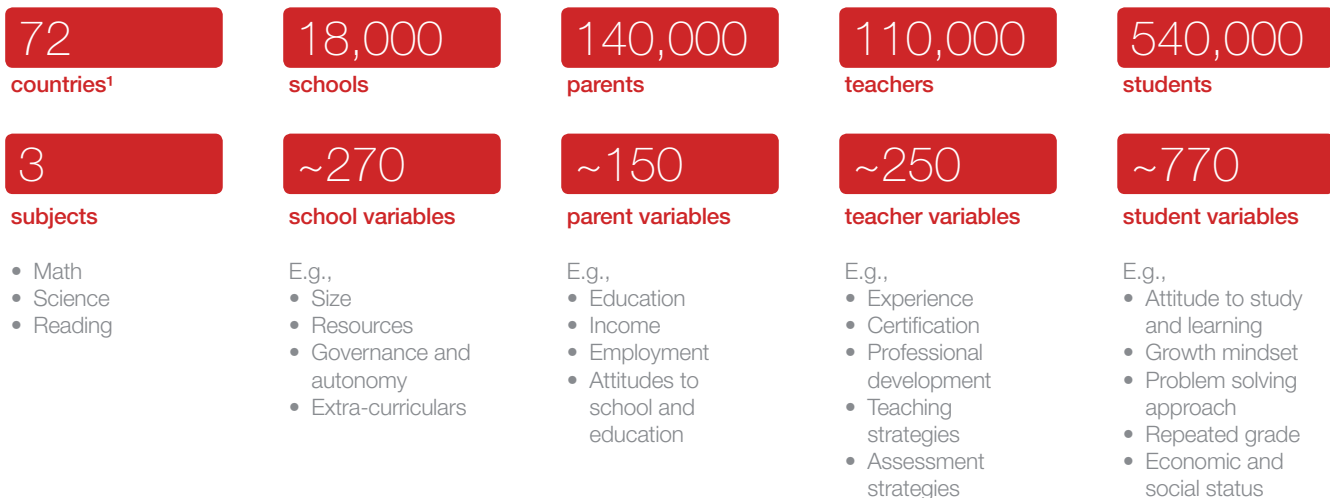 72
countries¹
18,000
schools
140,000
parents
110,000
teachers
540,000
students
3
subjects
• Math
• Science
• Reading
~270
school variables
E.g.,
• Size
• Resources
• Governance and
autonomy
• Extra-curriculars
~150
parent variables
E.g.,
• Education
• Income
• Employment
• Attitudes to
school and
education
~250
teacher variables
E.g.,
• Experience
• Certification
• Professional
development
• Teaching
strategies
• Assessment
strategies
~770
student variables
E.g.,
• Attitude to study
and learning
• Growth mindset
• Problem solving
approach
• Repeated grade
• Economic and
social status